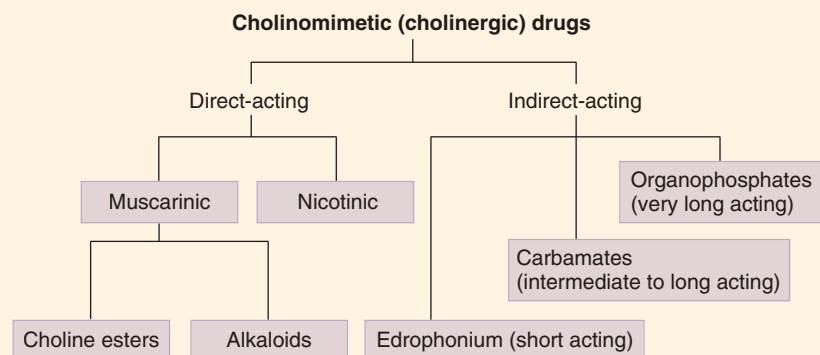 Cholinomimetic (cholinergic) drugs
Direct-acting
Indirect-acting
Muscarinic
Nicotinic
Organophosphates
(very long acting)
Carbamates
(intermediate to long acting)
Choline esters
Alkaloids
Edrophonium (short acting)